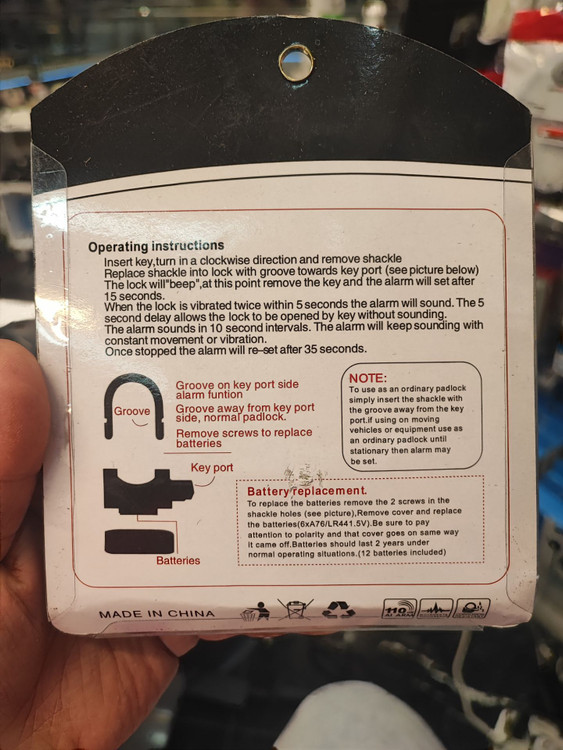 Operating instructions
Insert key,turn in a clockwise direction and remove shackle
Replace shackle into lock with groove towards key port (see picture below)
The lock will"beep",at this point remove the key and the alarm will set after
15 seconds.
When the lock is vibrated twice within 5 seconds the alarm will sound. The 5
second delay allows the lock to be opened by key without sounding.
The alarm sounds in 10 second intervals. The alarm will keep sounding with
constant movement or vibration.
Once stopped the alarm will re-set after 35 seconds.
Groove
Groove on key port side
alarm funtion
Groove away from key port
side, normal padlock.
Remove screws to replace
batteries
Key port
Batteries
NOTE:
To use as an ordinary padlock
simply insert the shackle with
the groove away from the key
port.if using on moving
vehicles or equipment use as
an ordinary padlock until
stationary then alarm may
be set.
Battery replacement.
To replace the batteries remove the 2 screws in the
shackle holes (see picture),Remove cover and replace
the batteries(6xA76/LR441.5V).Be sure to pay
attention to polarity and that cover goes on same way
it came off.Batteries should last 2 years under
normal operating situations.(12 batteries included)
MADE IN CHINA
110